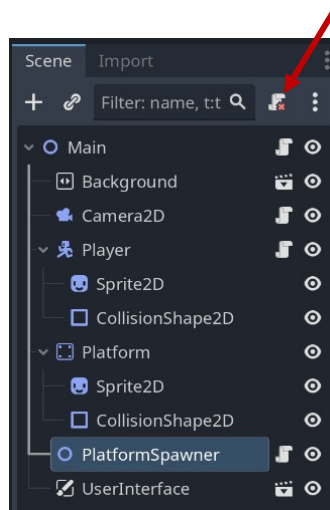 Scene Import
Filter: name, t:t
Main
Background
Camera2D
Player
Sprite2D
CollisionShape2D
Platform
Sprite2D
CollisionShape2D
PlatformSpawner
UserInterface